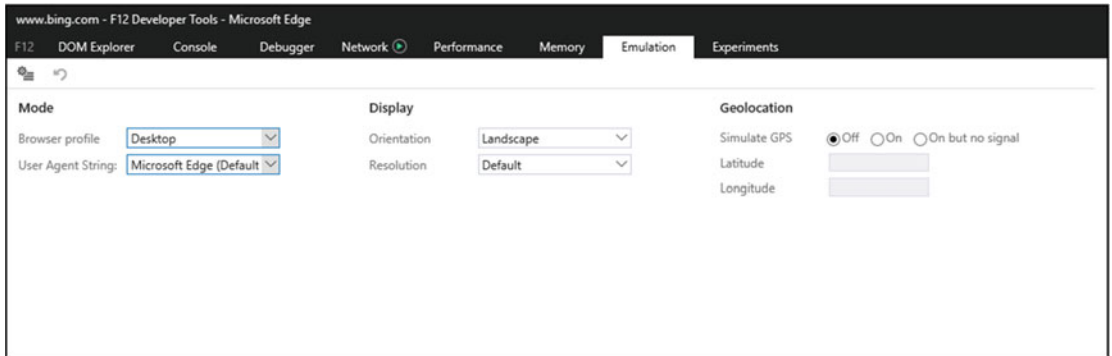 www.bing.com - F12 Developer Tools - Microsoft Edge
F12 DOM Explorer Console Debugger Network Performance Memory Emulation Experiments
Mode Display Geolocation
Browser profile Desktop Orientation Landscape Simulate GPS Off On On but no signal
User Agent String: Microsoft Edge (Default Resolution Default Latitude
Longitude